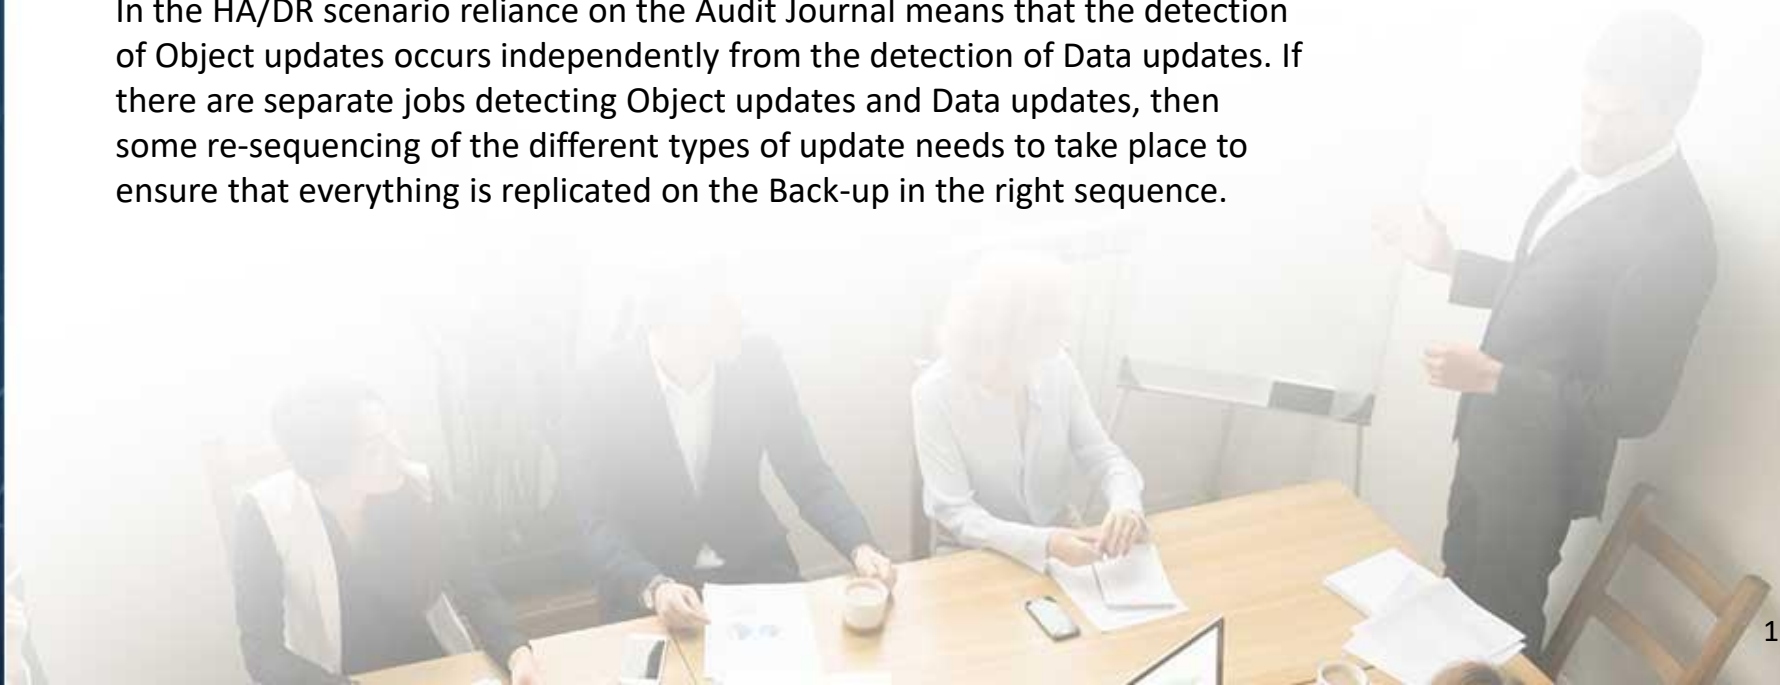 In the HA/DR scenario reliance on the Audit Journal means that the detection
of Object updates occurs independently from the detection of Data updates. If
there are separate jobs detecting Object updates and Data updates, then
some re-sequencing of the different types of update needs to take place to
ensure that everything is replicated on the Back-up in the right sequence.
1